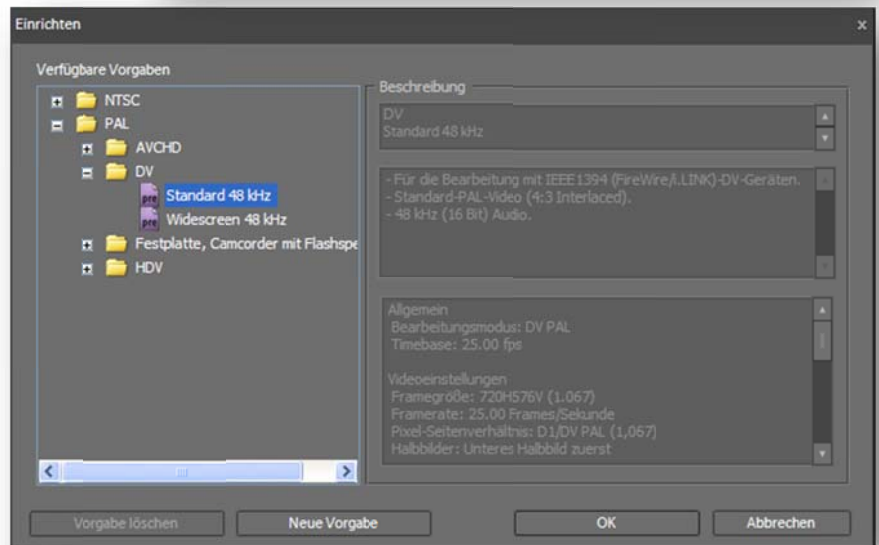 Einrichten
x
Verfügbare Vorgaben
NTSC
PAL
AVCHD
DV
pre Standard 48 kHz
pre Widescreen 48 kHz
Festplatte, Camcorder mit Flashspe
HDV
Beschreibung
DV
Standard 48 kHz
- Für die Bearbeitung mit IEEE1394 (FireWire/i.LINK)-DV-Geräten.
- Standard-PAL-Video (4:3 Interlaced).
- 48 kHz (16 Bit) Audio.
Allgemein
Bearbeitungsmodus: DV PAL
Timebase: 25.00 fps
Videoeinstellungen
Framegröße: 720H576V (1.067)
Framerate: 25.00 Frames/Sekunde
Pixel-Seitenverhältnis: D1/DV PAL (1,067)
Halbbilder: Unteres Halbbild zuerst
Vorgabe löschen
Neue Vorgabe
OK
Abbrechen